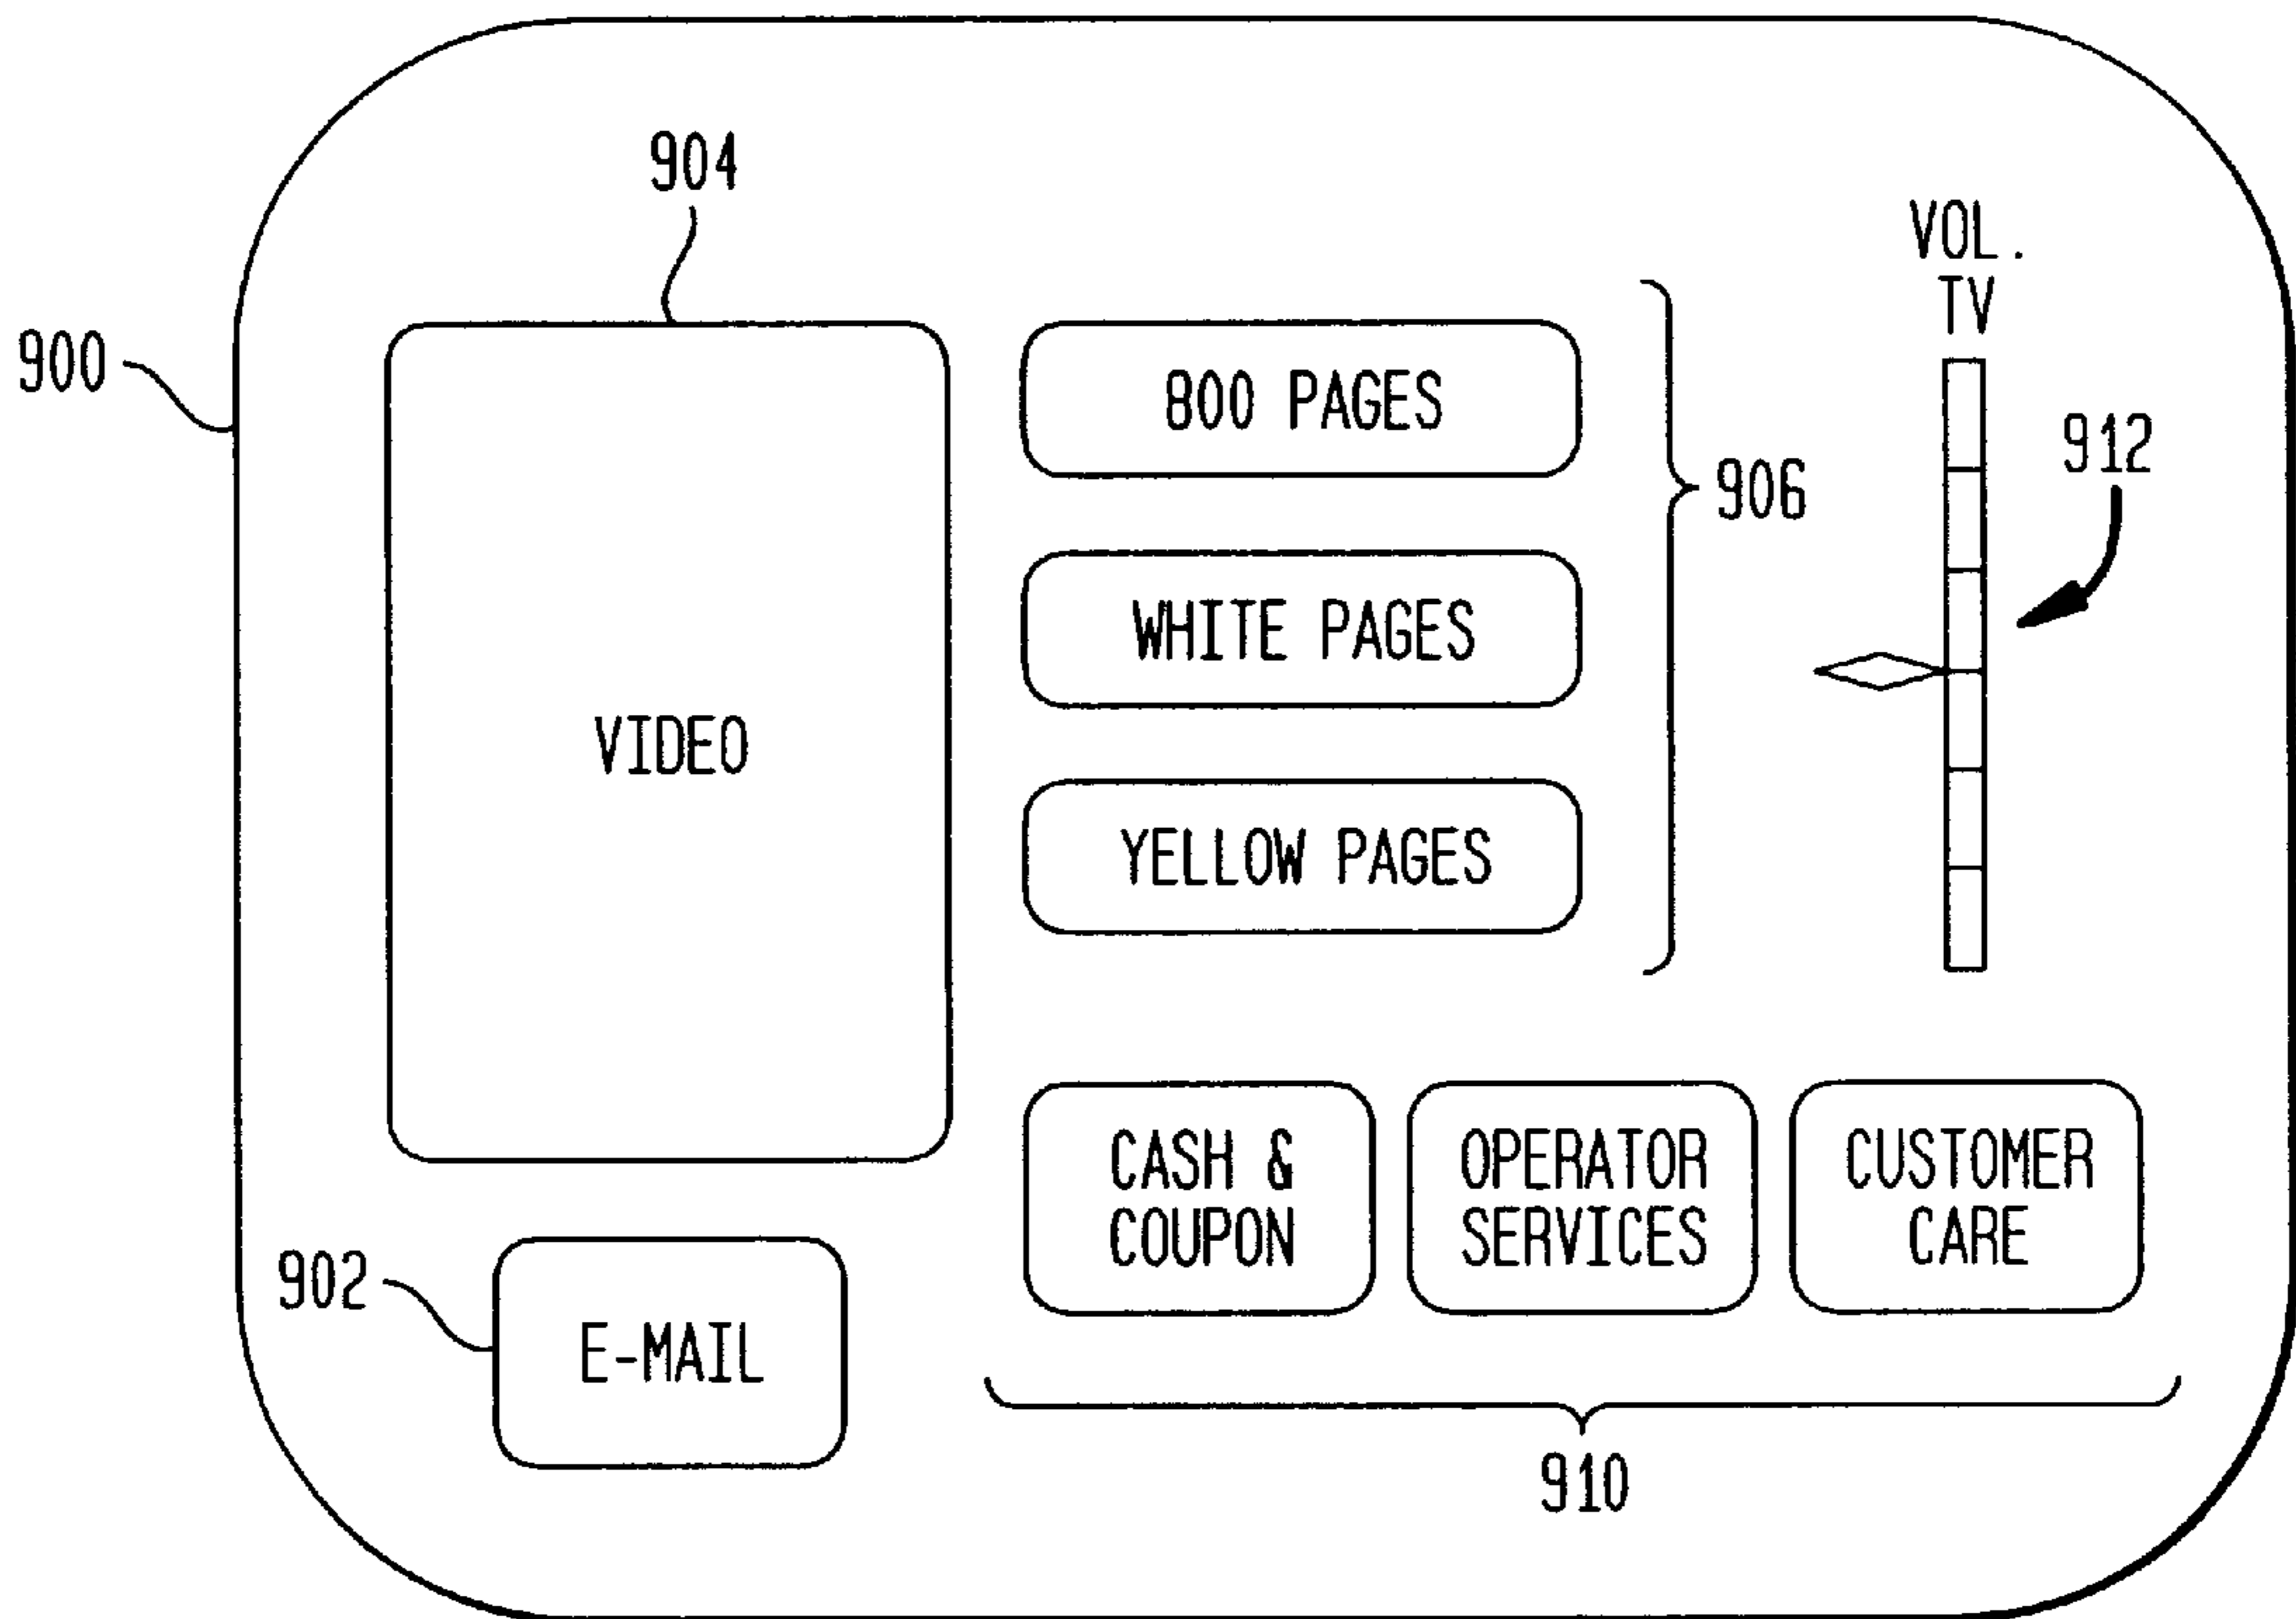 904
VOL.
TV
900
800 PAGES
912
906
WHITE PAGES
VIDEO
YELLOW PAGES
CASH &
COUPON
OPERATOR
SERVICES
CUSTOMER
CARE
902
E-MAIL
910